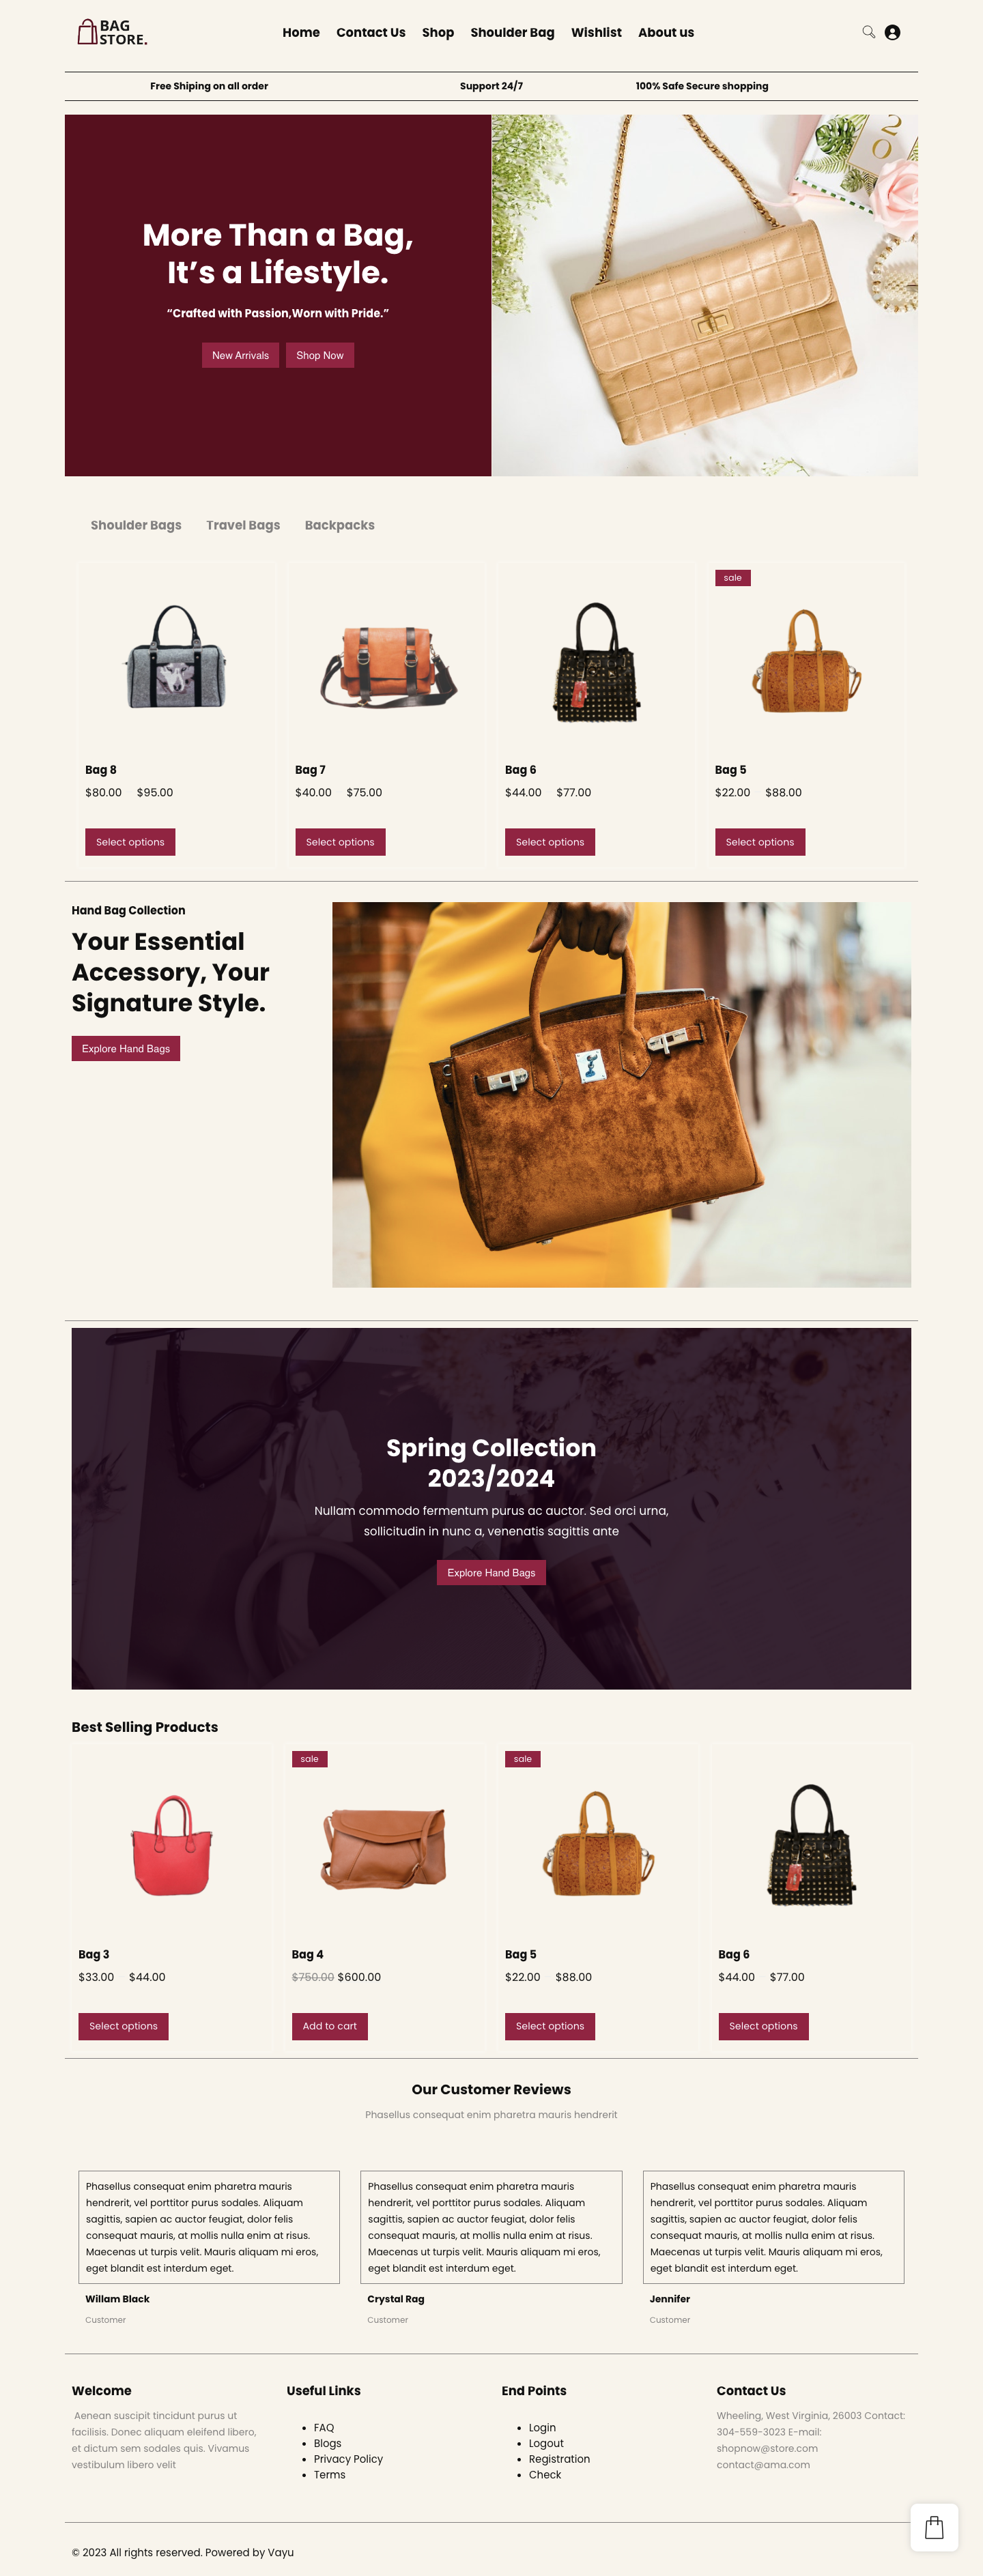 BAG
STORE.
Home Contact Us Shop Shoulder Bag Wishlist About us
Free Shiping on all order Support 24/7 100% Safe Secure shopping
More Than a Bag,
It’s a Lifestyle.
“Crafted with Passion,Worn with Pride.”
New Arrivals Shop Now
20
Shoulder Bags Travel Bags Backpacks
sale
Bag 8 Bag 7 Bag 6 Bag 5
$80.00 $95.00 $40.00 $75.00 $44.00 $77.00 $22.00 $88.00
Select options Select options Select options Select options
Hand Bag Collection
Your Essential
Accessory, Your
Signature Style.
Explore Hand Bags
Spring Collection
2023/2024
Nullam commodo fermentum purus ac auctor. Sed orci urna,
sollicitudin in nunc a, venenatis sagittis ante
Explore Hand Bags
Best Selling Products
sale sale
Bag 3 Bag 4 Bag 5 Bag 6
$33.00 $44.00 $750.00 $600.00 $22.00 $88.00 $44.00 $77.00
Select options Add to cart Select options Select options
Our Customer Reviews
Phasellus consequat enim pharetra mauris hendrerit
Phasellus consequat enim pharetra mauris
hendrerit, vel porttitor purus sodales. Aliquam
sagittis, sapien ac auctor feugiat, dolor felis
consequat mauris, at mollis nulla enim at risus.
Maecenas ut turpis velit. Mauris aliquam mi eros,
eget blandit est interdum eget.
Willam Black
Customer
Phasellus consequat enim pharetra mauris
hendrerit, vel porttitor purus sodales. Aliquam
sagittis, sapien ac auctor feugiat, dolor felis
consequat mauris, at mollis nulla enim at risus.
Maecenas ut turpis velit. Mauris aliquam mi eros,
eget blandit est interdum eget.
Crystal Rag
Customer
Phasellus consequat enim pharetra mauris
hendrerit, vel porttitor purus sodales. Aliquam
sagittis, sapien ac auctor feugiat, dolor felis
consequat mauris, at mollis nulla enim at risus.
Maecenas ut turpis velit. Mauris aliquam mi eros,
eget blandit est interdum eget.
Jennifer
Customer
Welcome
Aenean suscipit tincidunt purus ut
facilisis. Donec aliquam eleifend libero,
et dictum sem sodales quis. Vivamus
vestibulum libero velit
Useful Links
FAQ
Blogs
Privacy Policy
Terms
End Points
Login
Logout
Registration
Check
Contact Us
Wheeling, West Virginia, 26003 Contact:
304-559-3023 E-mail:
shopnow@store.com
contact@ama.com
© 2023 All rights reserved. Powered by Vayu